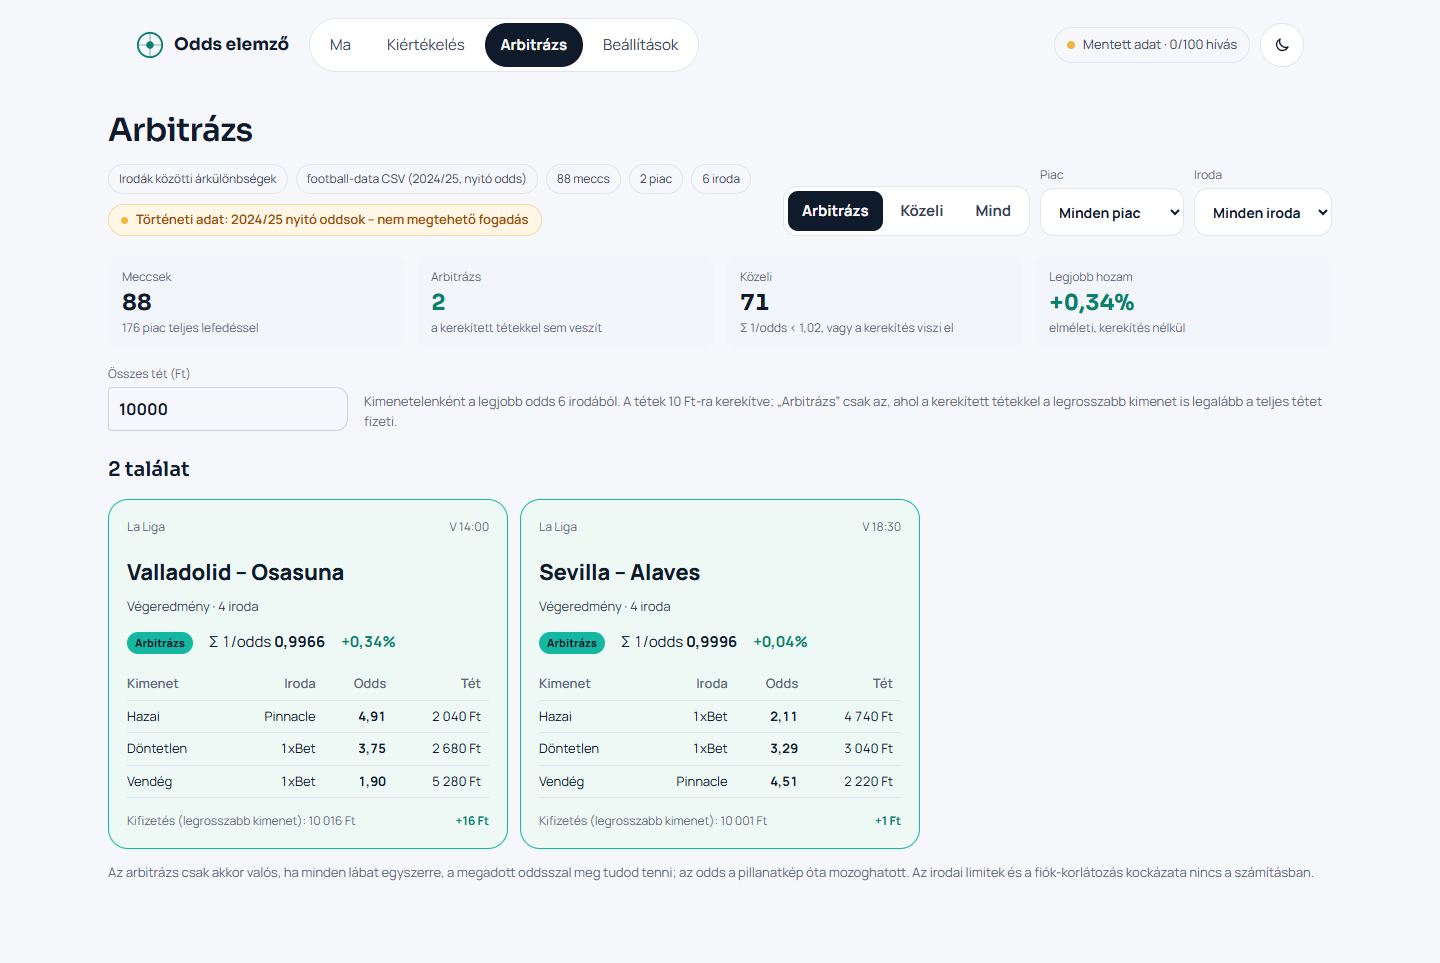 Odds elemző
Ma
Kiértékelés
Arbitrázs
Beállítások
Mentett adat · 0/100 hívás
Arbitrázs
Irodák közötti árkülönbségek
football-data CSV (2024/25, nyitó odds)
88 meccs
2 piac
6 iroda
Történeti adat: 2024/25 nyitó oddsok – nem megtehető fogadás
Arbitrázs
Közeli
Mind
Piac
Minden piac
Iroda
Minden iroda
Meccsek
88
176 piac teljes lefedéssel
Arbitrázs
2
a kerekített tétekkel sem veszít
Közeli
71
Σ 1/odds < 1,02, vagy a kerekítés viszi el
Legjobb hozam
+0,34%
elméleti, kerekítés nélkül
Összes tét (Ft)
10000
Kimenetelenként a legjobb odds 6 irodából. A tétek 10 Ft-ra kerekítve; „Arbitrázs” csak az, ahol a kerekített tétekkel a legrosszabb kimenet is legalább a teljes tétet
fizeti.
2 találat
La Liga V 14:00
Valladolid – Osasuna
Végeredmény · 4 iroda
Arbitrázs Σ 1/odds 0,9966 +0,34%
Kimenet Iroda Odds Tét
Hazai Pinnacle 4,91 2 040 Ft
Döntetlen 1xBet 3,75 2 680 Ft
Vendég 1xBet 1,90 5 280 Ft
Kifizetés (legrosszabb kimenet): 10 016 Ft +16 Ft
La Liga V 18:30
Sevilla – Alaves
Végeredmény · 4 iroda
Arbitrázs Σ 1/odds 0,9996 +0,04%
Kimenet Iroda Odds Tét
Hazai 1xBet 2,11 4 740 Ft
Döntetlen 1xBet 3,29 3 040 Ft
Vendég Pinnacle 4,51 2 220 Ft
Kifizetés (legrosszabb kimenet): 10 001 Ft +1 Ft
Az arbitrázs csak akkor valós, ha minden lábat egyszerre, a megadott oddsszal meg tudod tenni; az odds a pillanatkép óta mozoghatott. Az irodai limitek és a fiók-korlátozás kockázata nincs a számításban.